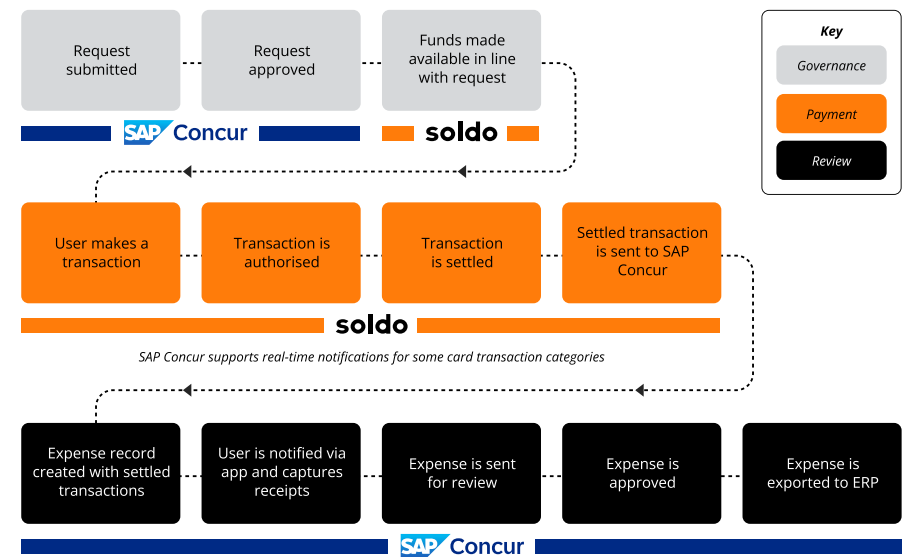 Request
submitted
Request
approved
Funds made
available in line
with request
Key
Governance
Payment
Review
SAP Concur
soldo
User makes a
transaction
Transaction is
authorised
Transaction
is settled
Settled transaction
is sent to SAP
Concur
soldo
SAP Concur supports real-time notifications for some card transaction categories
Expense record
created with settled
transactions
User is notified via
app and captures
receipts
Expense is sent
for review
Expense is
approved
Expense is
exported to ERP
SAP Concur